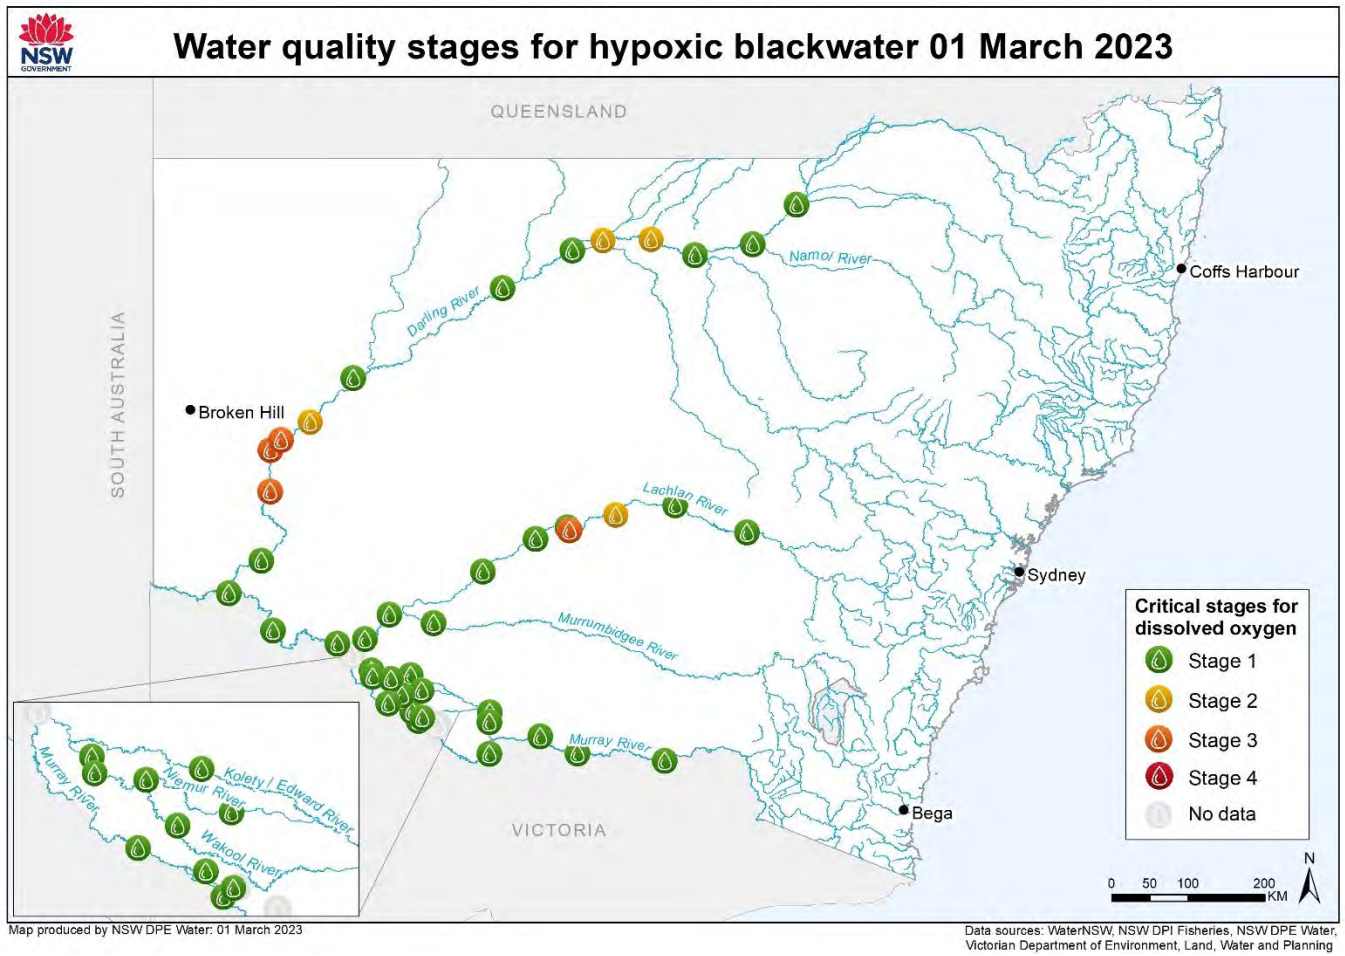 NSW
GOVERNMENT
Water quality stages for hypoxic blackwater 01 March 2023
QUEENSLAND
Namoi River
Coffs Harbour
Darling River
SOUTH AUSTRALIA
Broken Hill
Lachlan River
Sydney
Murrumbidgee River
Critical stages for
dissolved oxygen
Stage 1
Stage 2
Stage 3
Stage 4
No data
Murray River
VICTORIA
Bega
Murray River
Kolety / Edward River
Niemur River
Wakool River
N
0 50 100 200
KM
Map produced by NSW DPE Water: 01 March 2023
Data sources: WaterNSW, NSW DPI Fisheries, NSW DPE Water,
Victorian Department of Environment, Land, Water and Planning